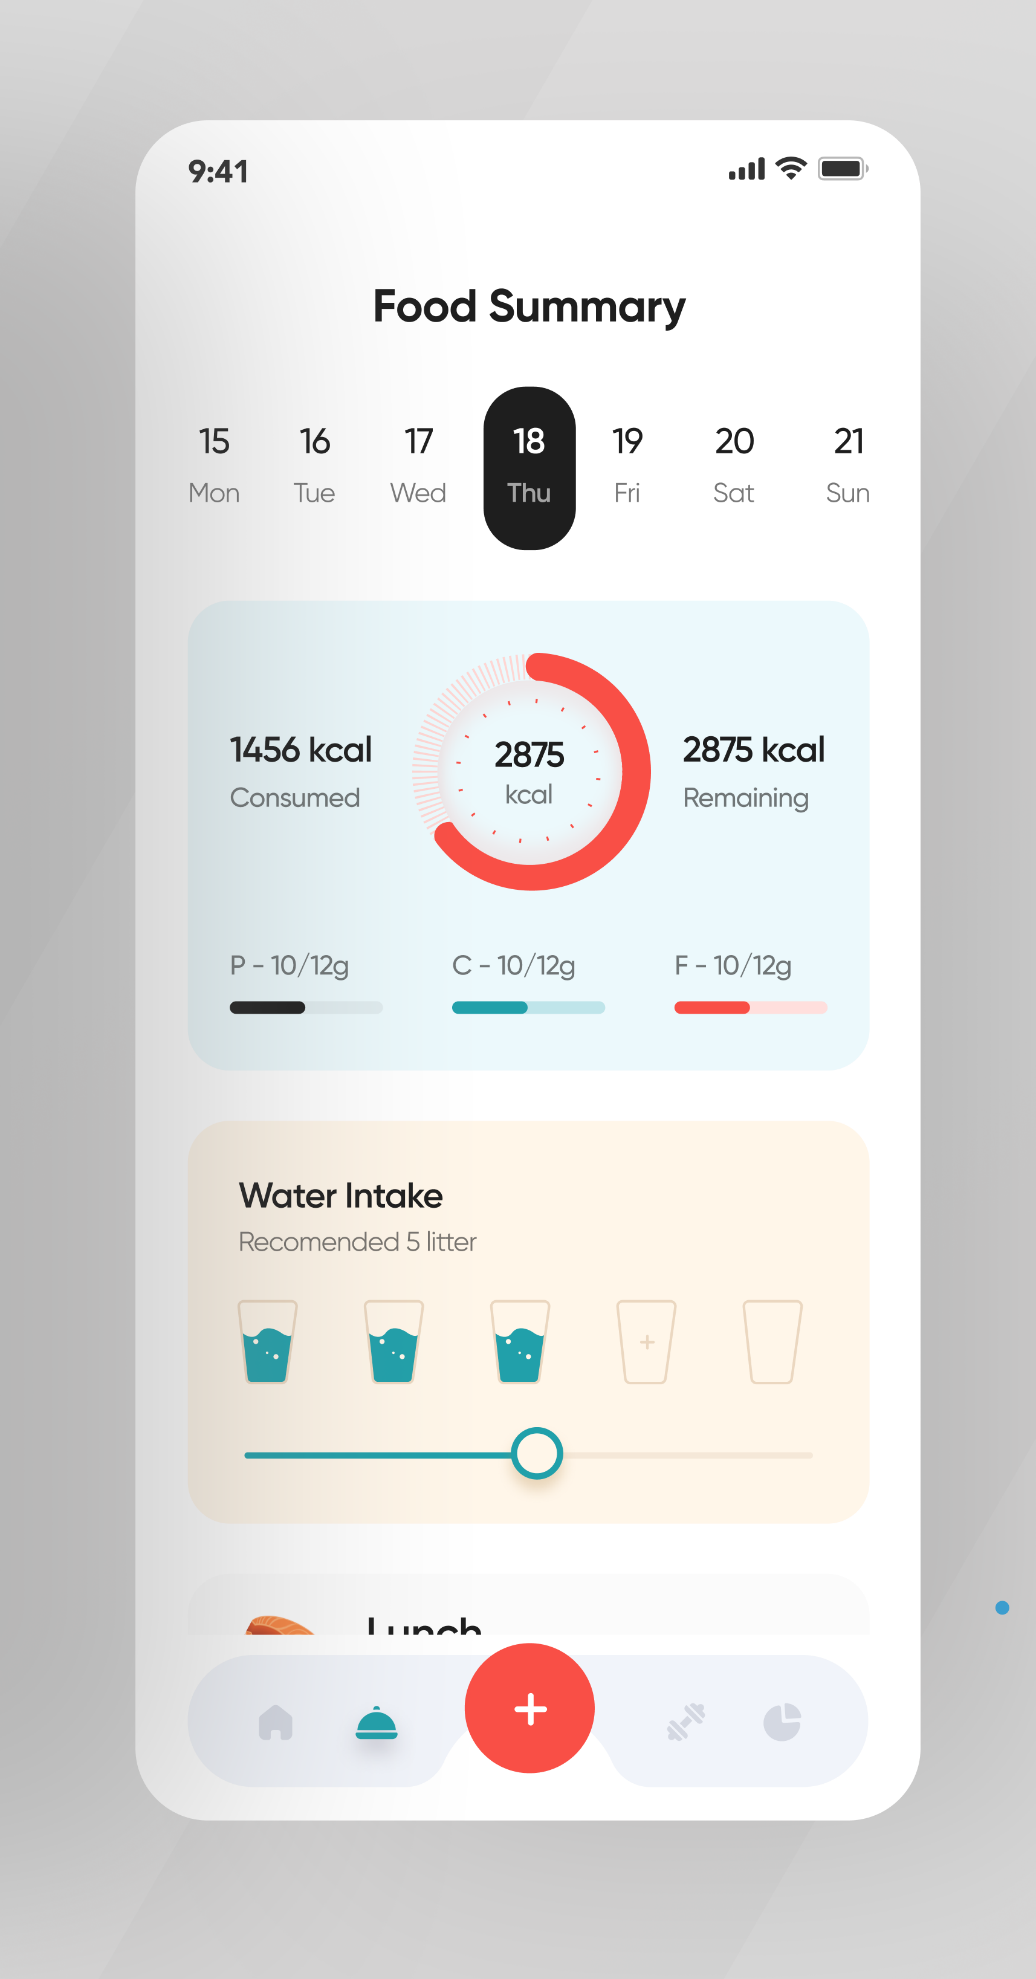 9:41
Food Summary
15 16 17 18 19 20 21
Mon Tue Wed Thu Fri Sat Sun
1456 kcal
Consumed
2875
kcal
2875 kcal
Remaining
P - 10/12g
C - 10/12g
F - 10/12g
Water Intake
Recomended 5 litter
Lunch